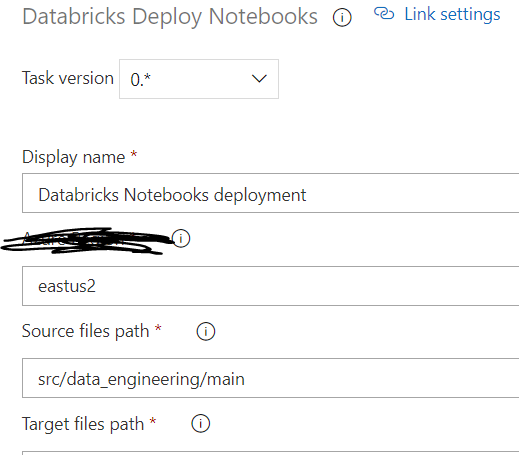 Databricks Deploy Notebooks Link settings
Task version 0.*
Display name *
Databricks Notebooks deployment
eastus2
Source files path *
src/data_engineering/main
Target files path *